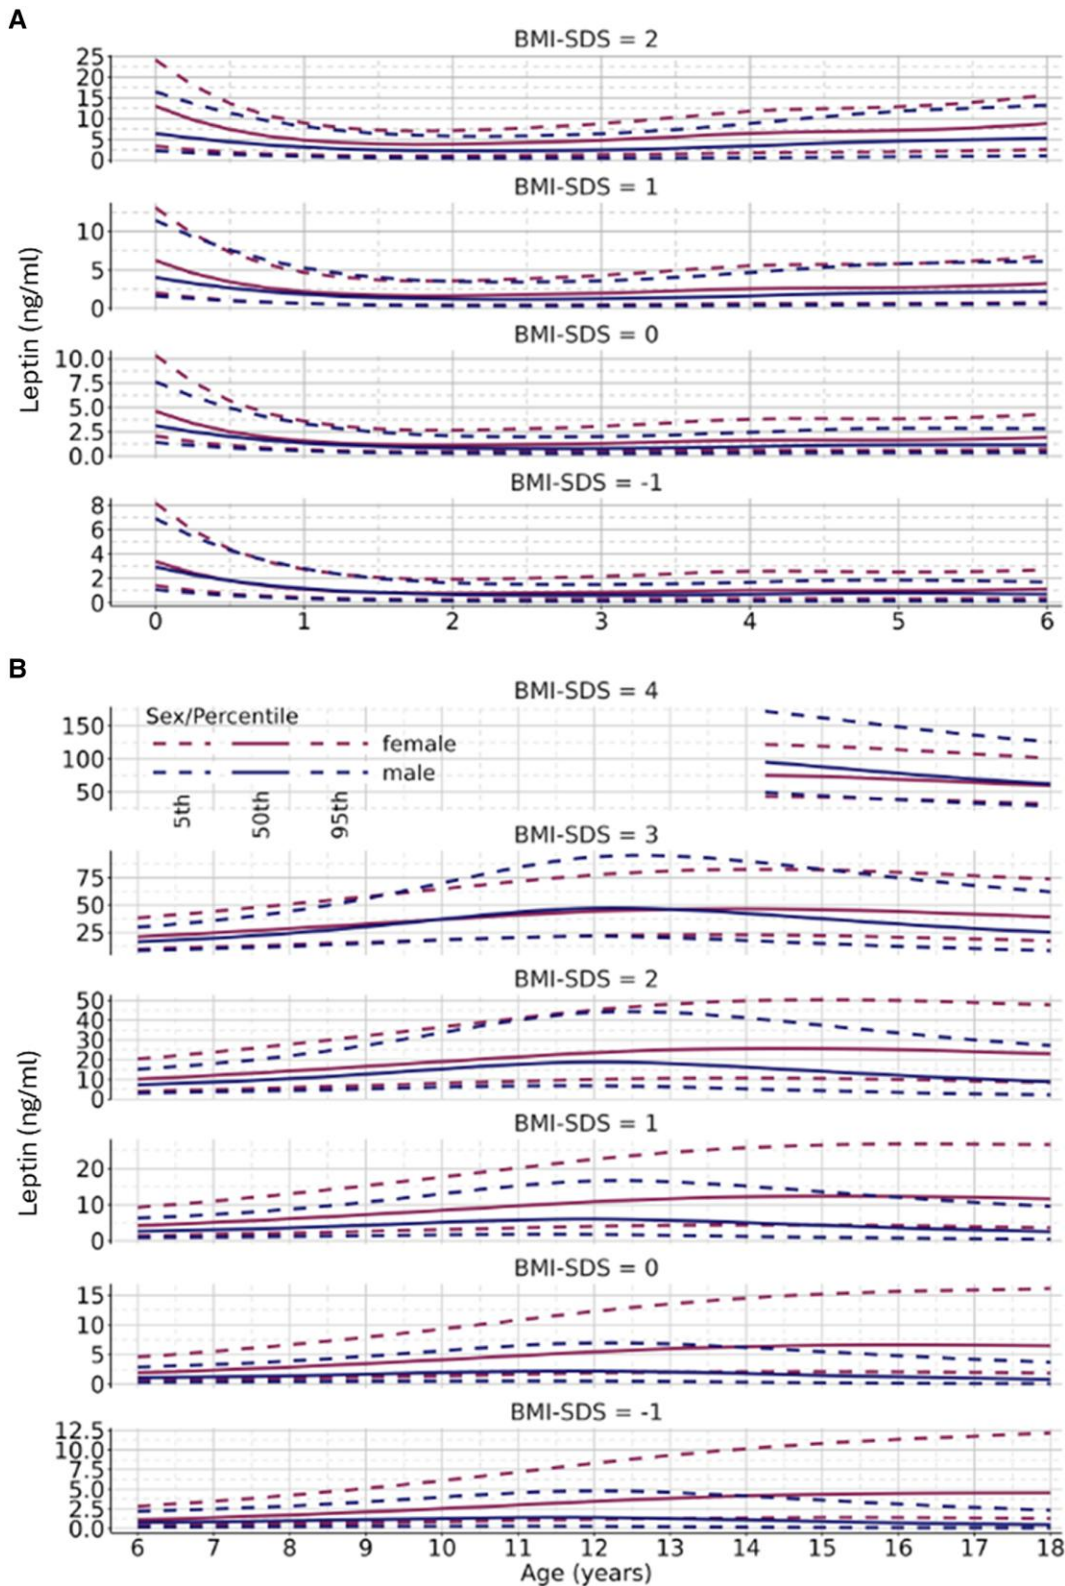 A
BMI-SDS = 2
25
20
15
10
5
0
BMI-SDS = 1
10
5
0
BMI-SDS = 0
10.0
7.5
5.0
2.5
0.0
BMI-SDS = -1
8
6
4
2
0
0 1 2 3 4 5 6
Leptin (ng/ml)
B
BMI-SDS = 4
150
100
50
Sex/Percentile
female
male
5th 50th 95th
BMI-SDS = 3
75
50
25
BMI-SDS = 2
50
40
30
20
10
0
BMI-SDS = 1
20
10
0
BMI-SDS = 0
15
10
5
0
BMI-SDS = -1
12.5
10.0
7.5
5.0
2.5
0.0
6 7 8 9 10 11 12 13 14 15 16 17 18
Leptin (ng/ml)
Age (years)